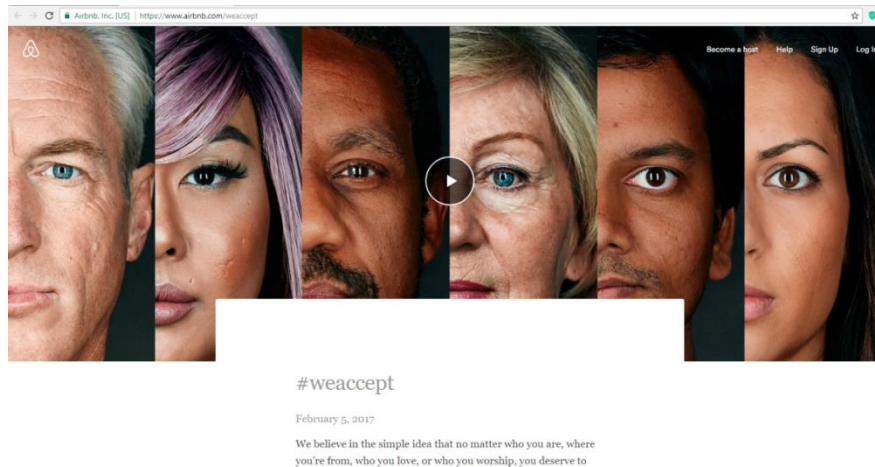 Airbnb, Inc. [US] | https://www.airbnb.com/weaccept
Become a host Help Sign Up Log In
#weaccept
February 5, 2017
We believe in the simple idea that no matter who you are, where
you're from, who you love, or who you worship, you deserve to